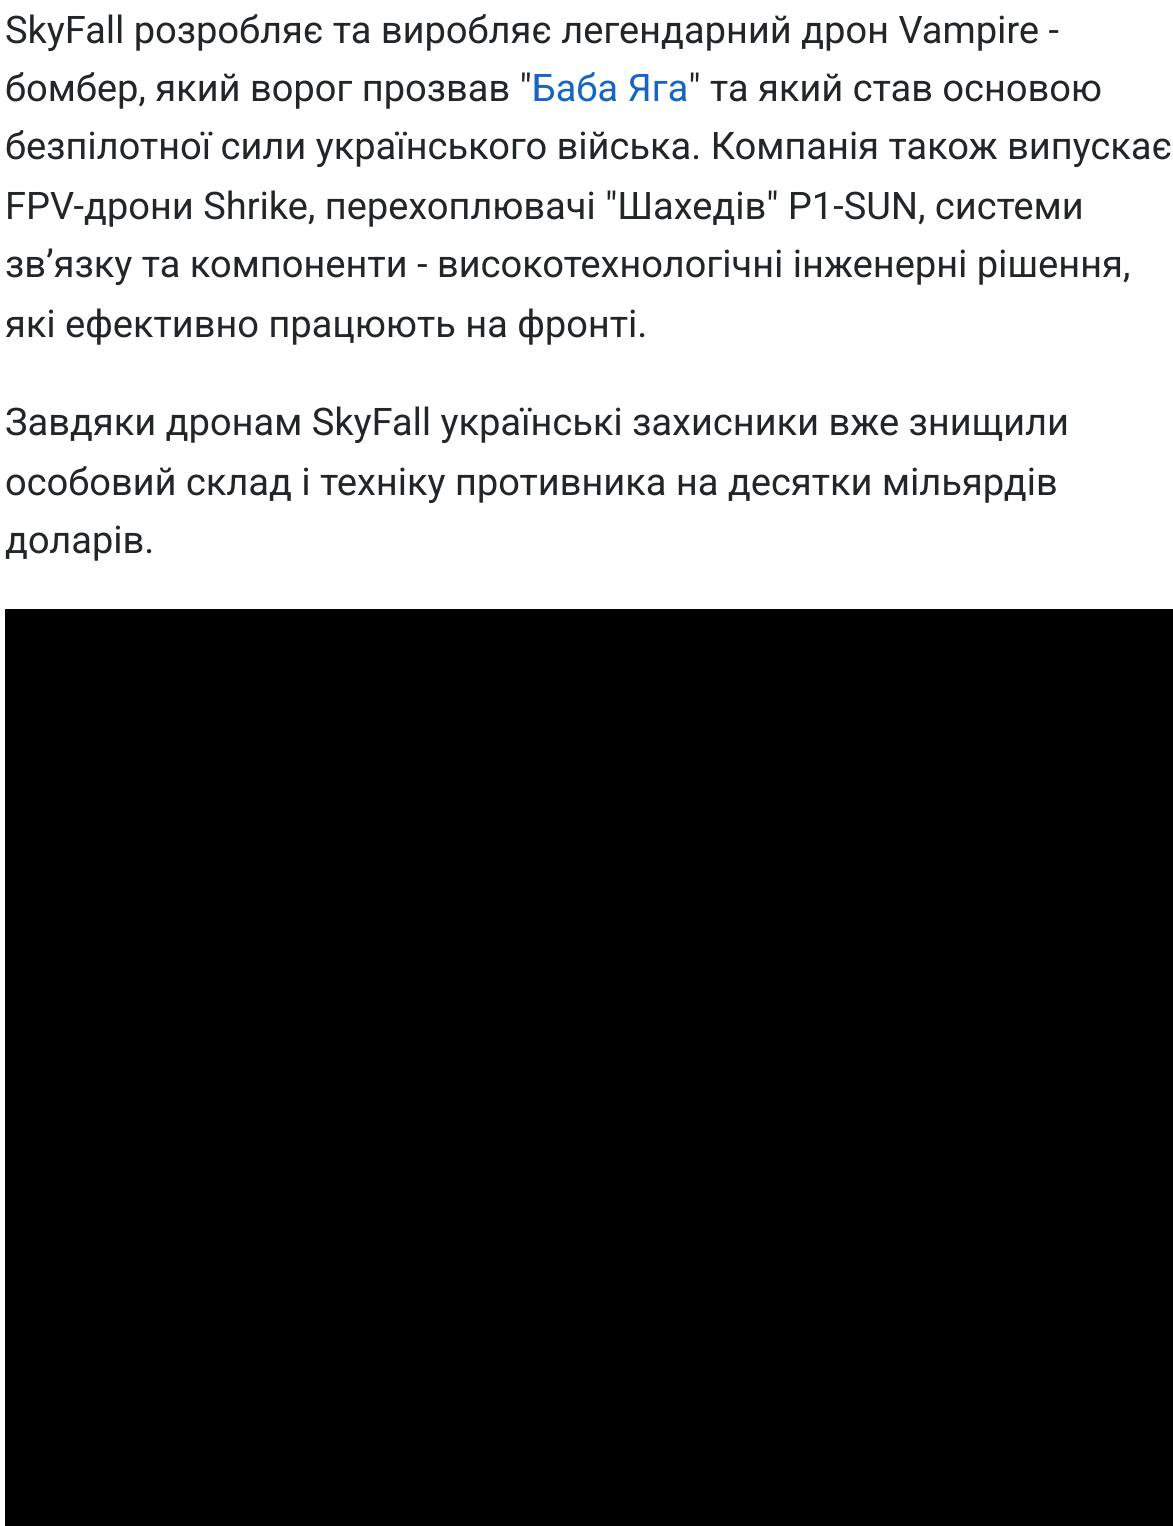 SkyFall розробляє та виробляє легендарний дрон Vampire -
бомбер, який ворог прозвав "Баба Яга" та який став основою
безпілотної сили українського війська. Компанія також випускає
FPV-дрони Shrike, перехоплювачі "Шахедів" P1-SUN, системи
зв’язку та компоненти - високотехнологічні інженерні рішення,
які ефективно працюють на фронті.
Завдяки дронам SkyFall українські захисники вже знищили
особовий склад і техніку противника на десятки мільярдів
доларів.